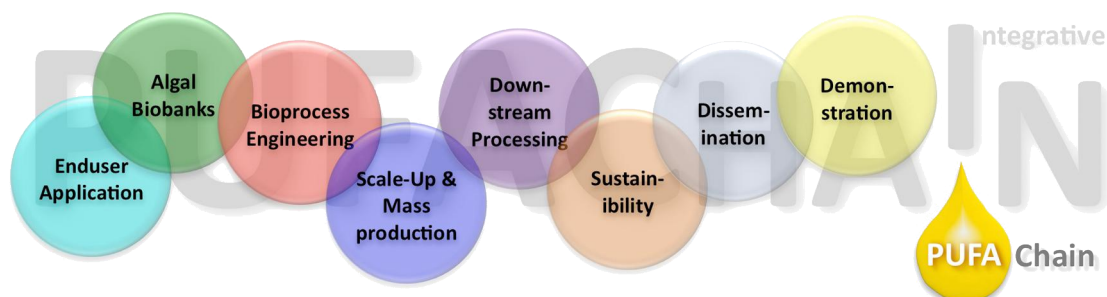 PUFACHAIN
Integrative
Algal
Biobanks
Bioprocess
Engineering
Down-
stream
Processing
Dissem-
ination
Demon-
stration
Enduser
Application
Scale-Up &
Mass
production
Sustain-
ibility
PUFA Chain